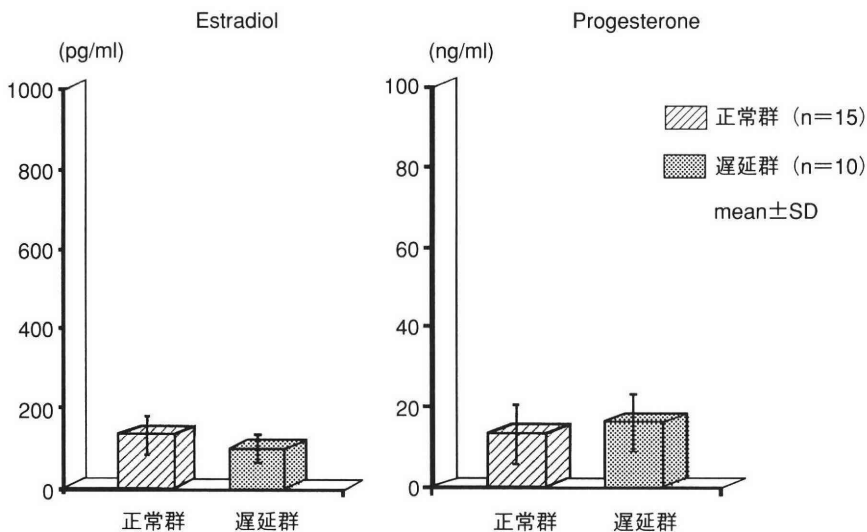 Estradiol
(pg/ml)
1000
800
600
400
200
0
正常群
遅延群
Progesterone
(ng/ml)
100
80
60
40
20
0
正常群
遅延群
正常群 (n=15)
遅延群 (n=10)
mean±SD